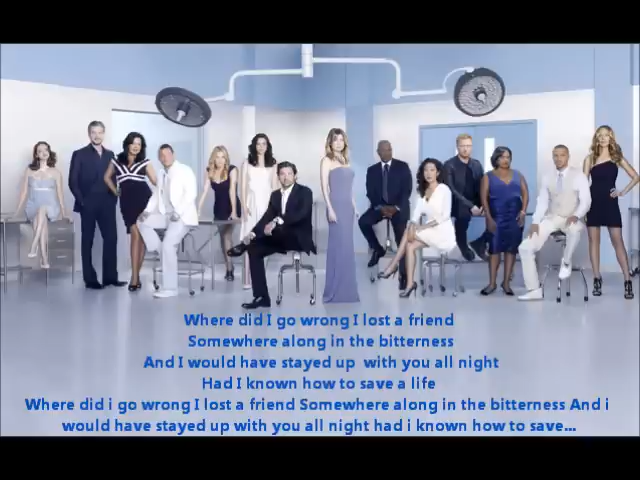 Where did I go wrong I lost a friend
Somewhere along in the bitterness
And I would have stayed up  with you all night
Had I known how to save a life
Where did i go wrong I lost a friend Somewhere along in the bitterness And i
would have stayed up with you all night had i known how to save...